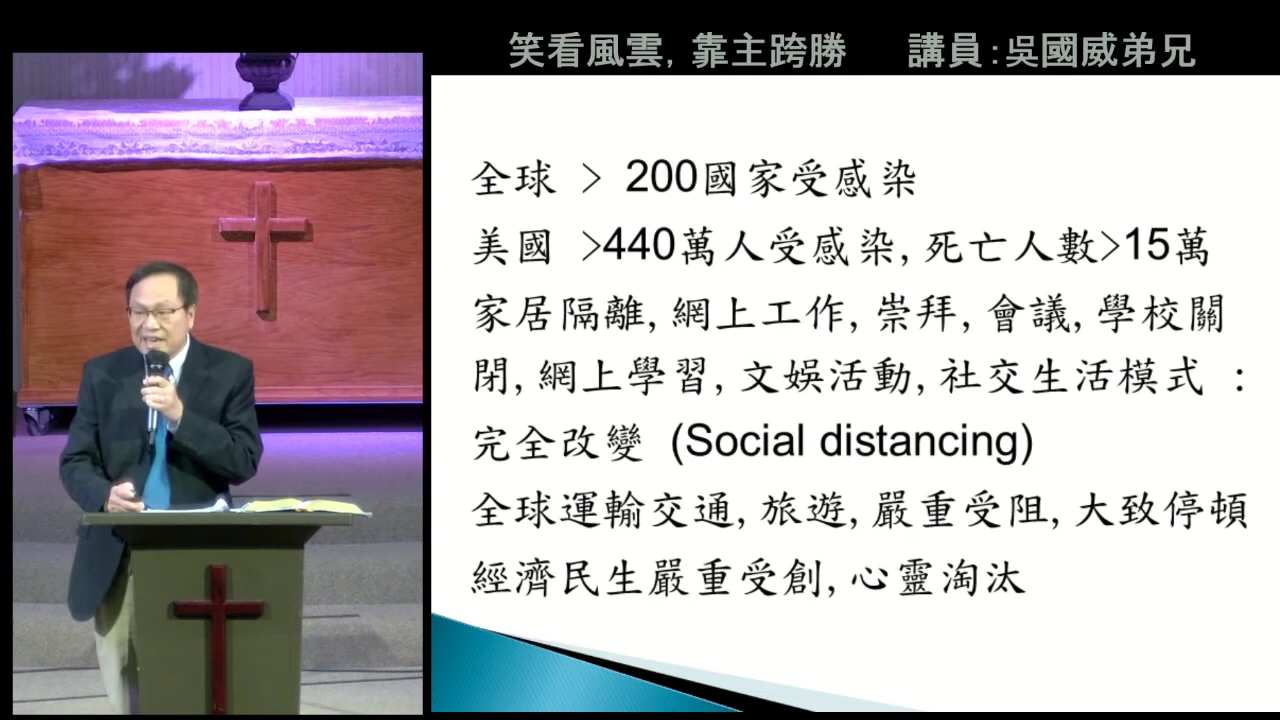 笑看風雲, 靠主跨勝 講員:吳國威弟兄
全球 > 200國家受感染
美國 >440萬人受感染, 死亡人數>15萬
家居隔離, 網上工作, 崇拜, 會議, 學校關
閉, 網上學習, 文娛活動, 社交生活模式 :
完全改變 (Social distancing)
全球運輸交通, 旅遊, 嚴重受阻, 大致停頓
經濟民生嚴重受創, 心靈淘汰